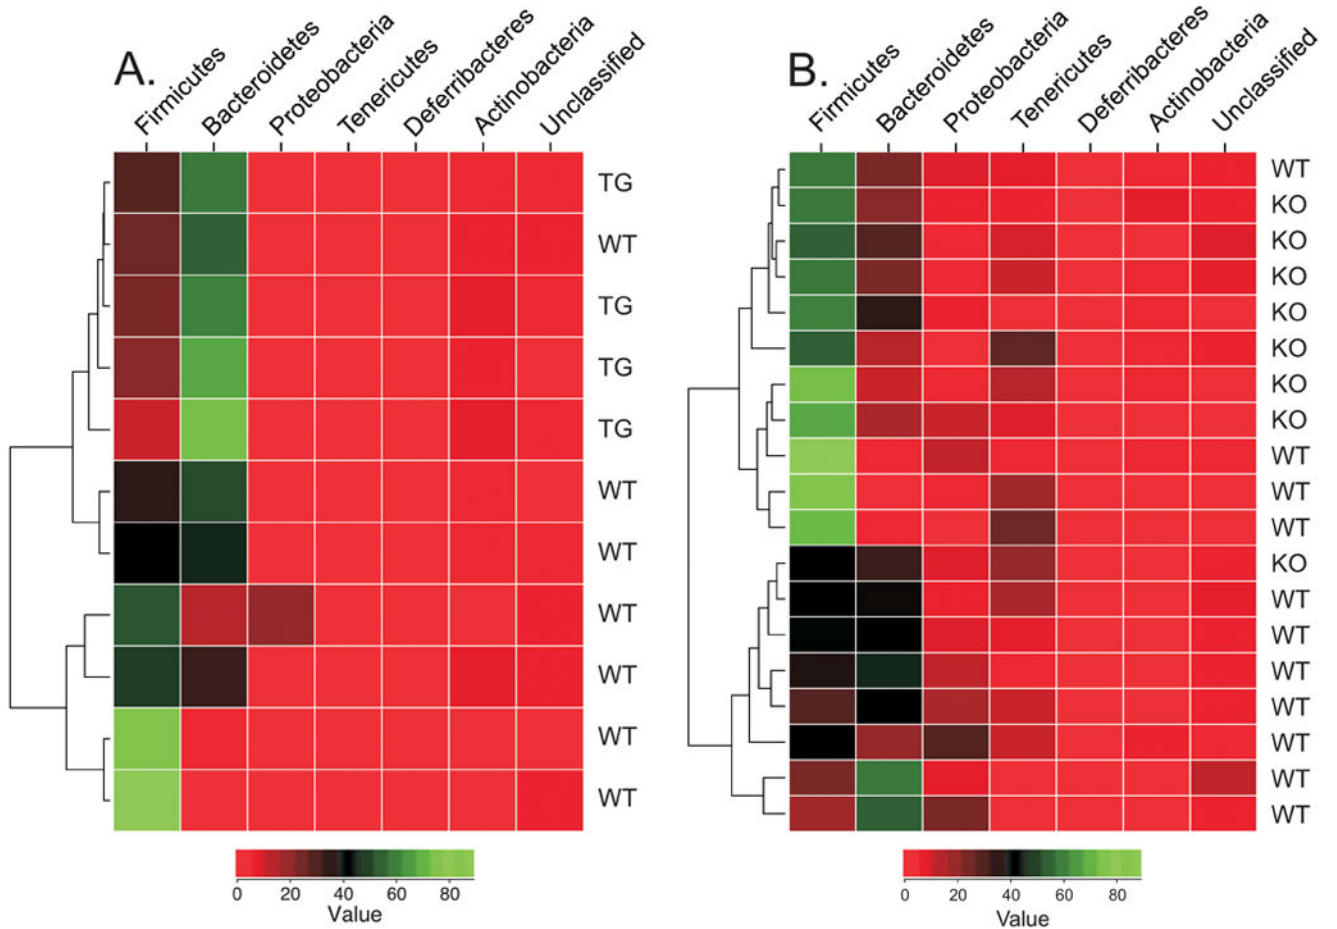 A.
Firmicutes
Bacteroidetes
Proteobacteria
Tenericutes
Deferribacteres
Actinobacteria
Unclassified
TG
WT
TG
TG
TG
WT
WT
WT
WT
WT
WT
0 20 40 60 80
Value
B.
Firmicutes
Bacteroidetes
Proteobacteria
Tenericutes
Deferribacteres
Actinobacteria
Unclassified
WT
KO
KO
KO
KO
KO
KO
KO
WT
WT
WT
KO
WT
WT
WT
WT
WT
WT
WT
0 20 40 60 80
Value